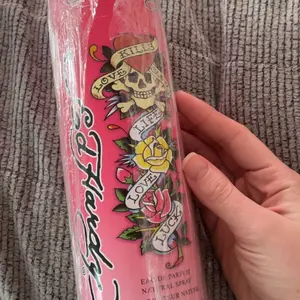 LOVE KILLS
LIFE
LOVE
LUCK
Ed Hardy
EAU DE PARFUM
NATURAL SPRAY